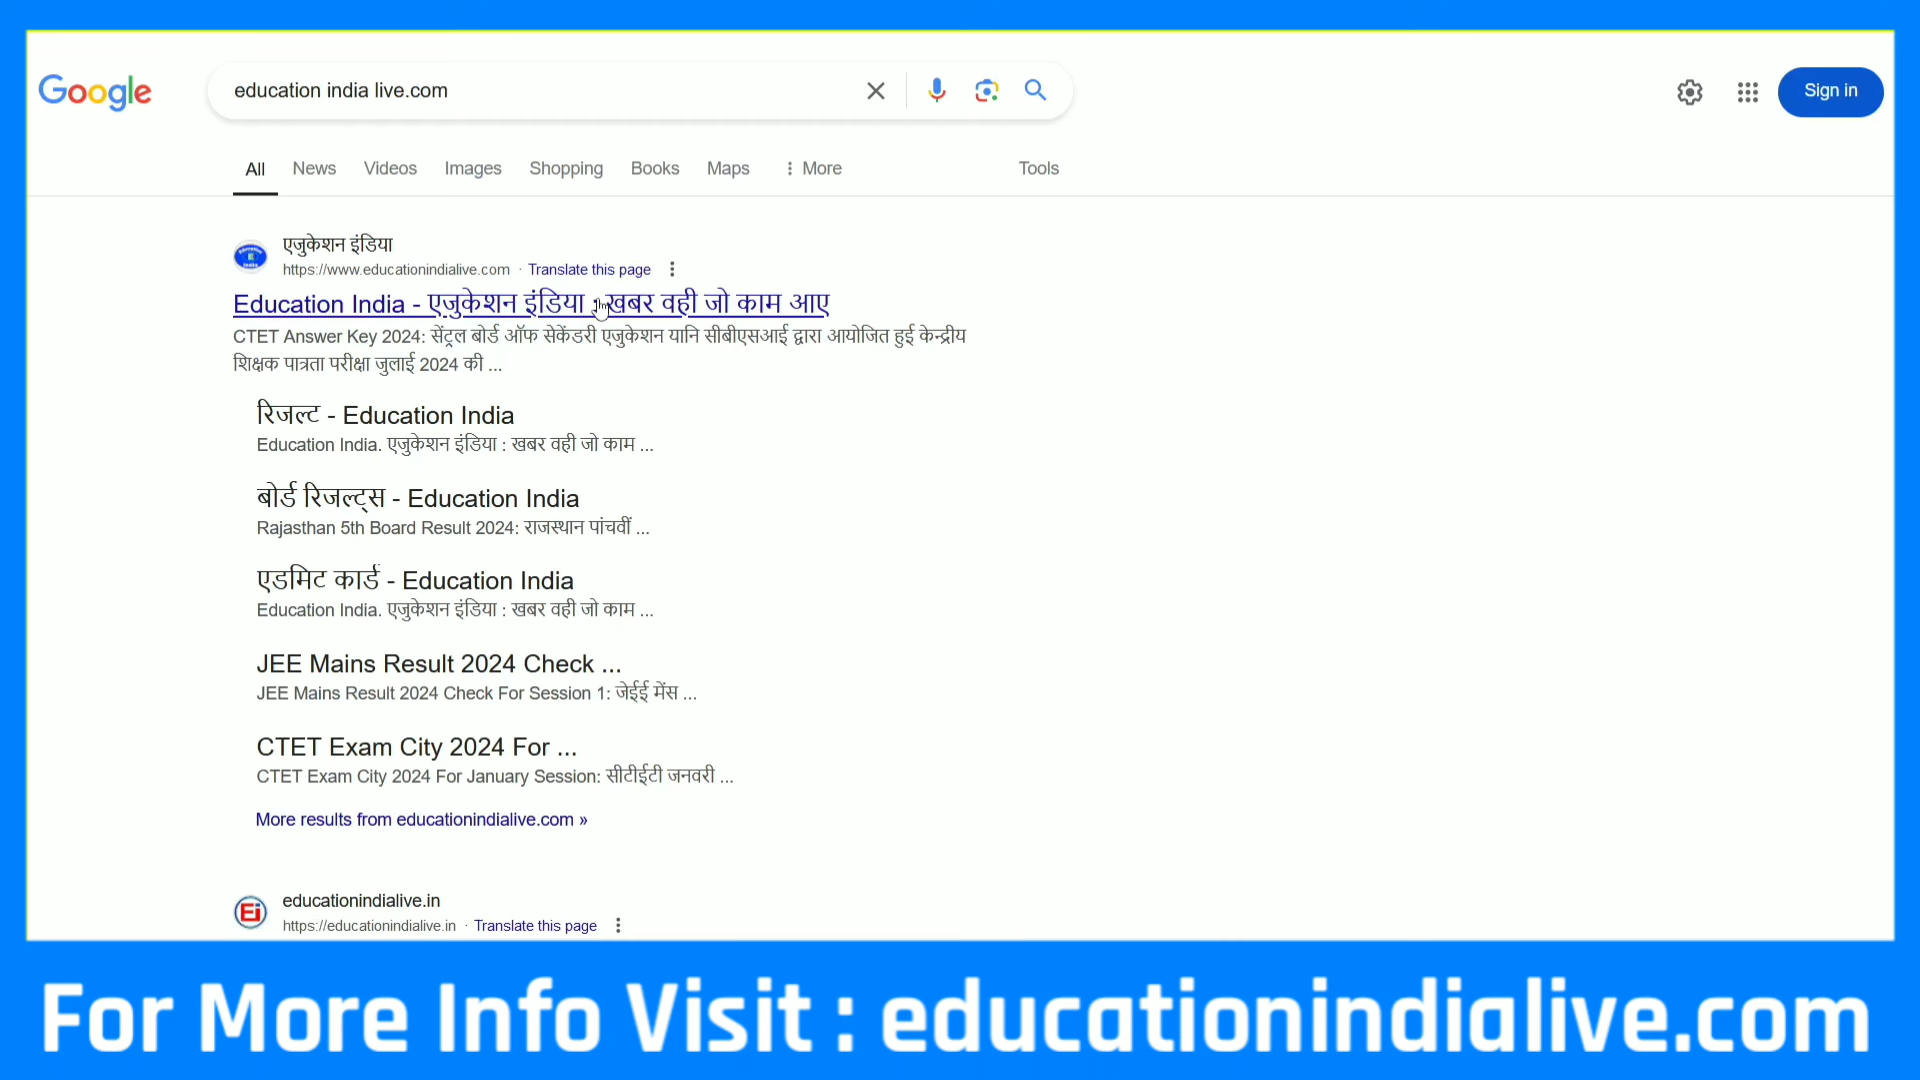 Google
education india live.com
Sign in
All News Videos Images Shopping Books Maps More Tools
एजुकेशन इंडिया
https://www.educationindialive.com · Translate this page
Education India - एजुकेशन इंडिया : खबर वही जो काम आए
CTET Answer Key 2024: सेंट्रल बोर्ड ऑफ सेकेंडरी एजुकेशन यानि सीबीएसआई द्वारा आयोजित हुई केन्द्रीय
शिक्षक पात्रता परीक्षा जुलाई 2024 की ...
रिजल्ट - Education India
Education India. एजुकेशन इंडिया : खबर वही जो काम ...
बोर्ड रिजल्ट्स - Education India
Rajasthan 5th Board Result 2024: राजस्थान पांचवीं ...
एडमिट कार्ड - Education India
Education India. एजुकेशन इंडिया : खबर वही जो काम ...
JEE Mains Result 2024 Check ...
JEE Mains Result 2024 Check For Session 1: जेईई मेंस ...
CTET Exam City 2024 For ...
CTET Exam City 2024 For January Session: सीटीईटी जनवरी ...
More results from educationindialive.com »
Ei
educationindialive.in
https://educationindialive.in · Translate this page
For More Info Visit : educationindialive.com